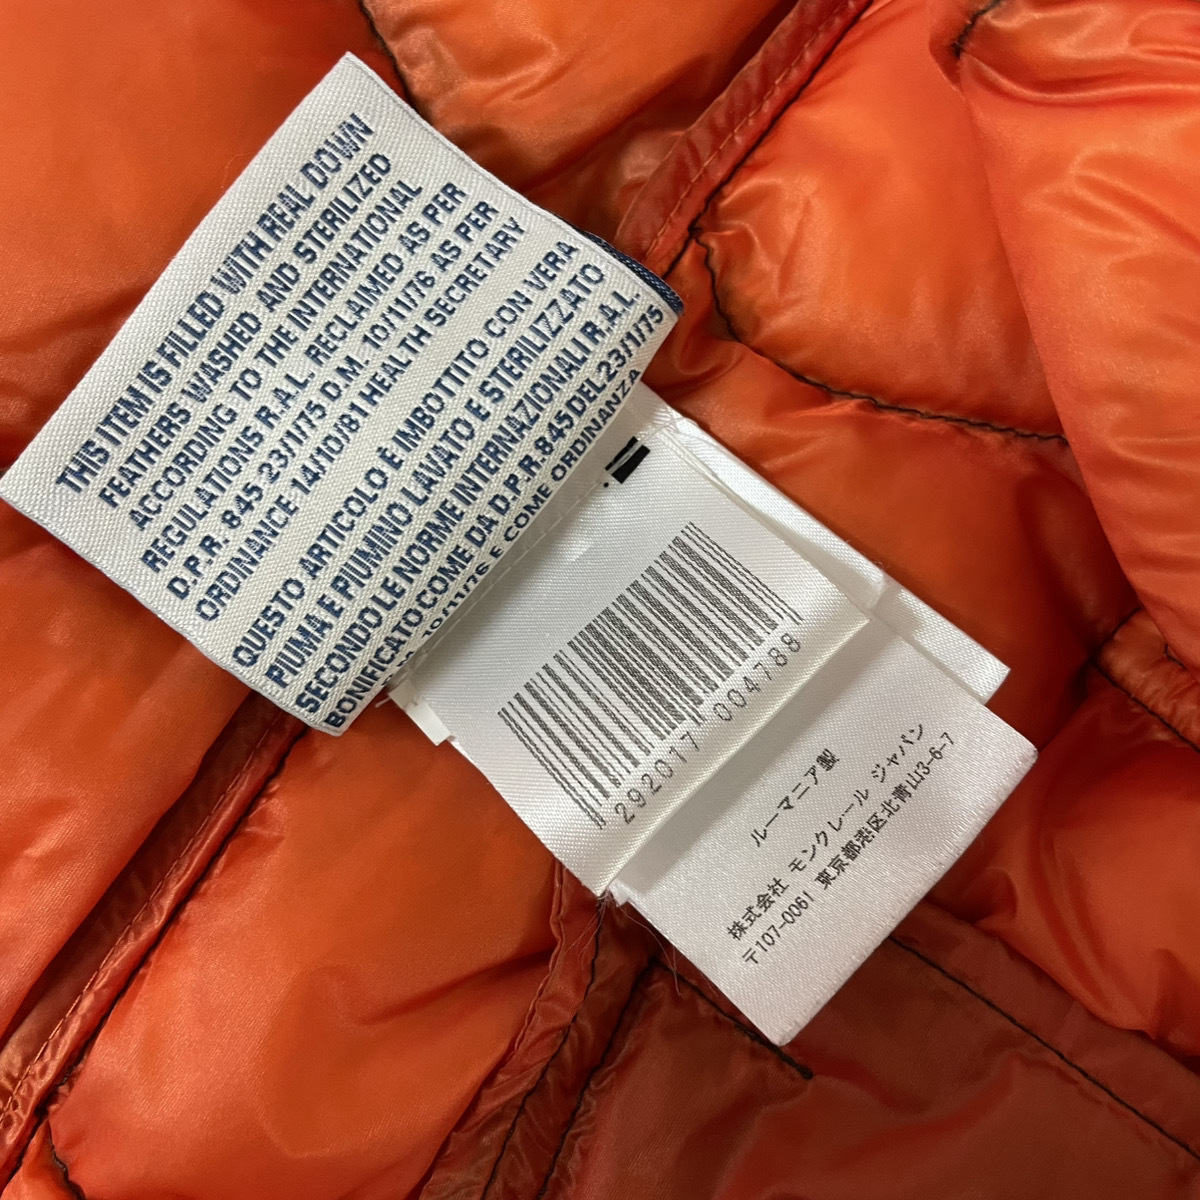 THIS ITEM IS FILLED WITH REAL DOWN
FEATHERS WASHED AND STERILIZED
ACCORDING TO THE INTERNATIONAL
REGULATIONS R.A.L. RECLAIMED AS PER
D.P.R. 845-23/11/75 D.M. 10/11/76 AS PER
ORDINANCE 14/10/81 HEALTH SECRETARY
QUESTO ARTICOLO È IMBOTTITO CON VERA
PIUMA E PIUMINO LAVATO E STERILIZZATO
SECONDO LE NORME INTERNAZIONALI R.A.L.
BONIFICATO COME DA D.P.R. 845 DEL 23/11/75
10/11/76 E COME ORDINANZA
292017 004788
ルーマニア製
株式会社 モンクレール ジャパン
〒107-0061 東京都港区北青山3-6-7